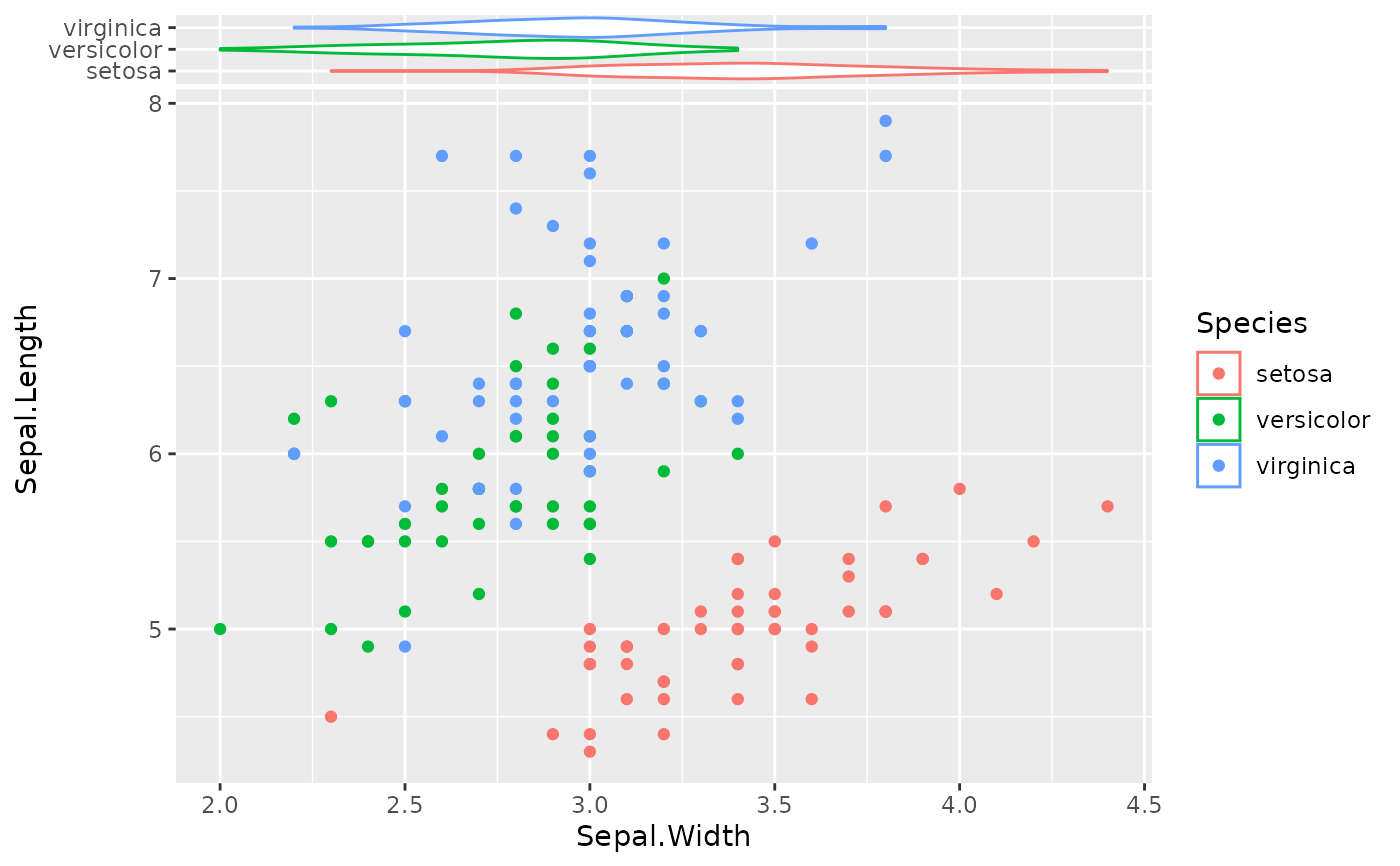 virginica
versicolor
setosa
8
7
6
5
2.0 2.5 3.0 3.5 4.0 4.5
Sepal.Width
Sepal.Length
Species
setosa
versicolor
virginica